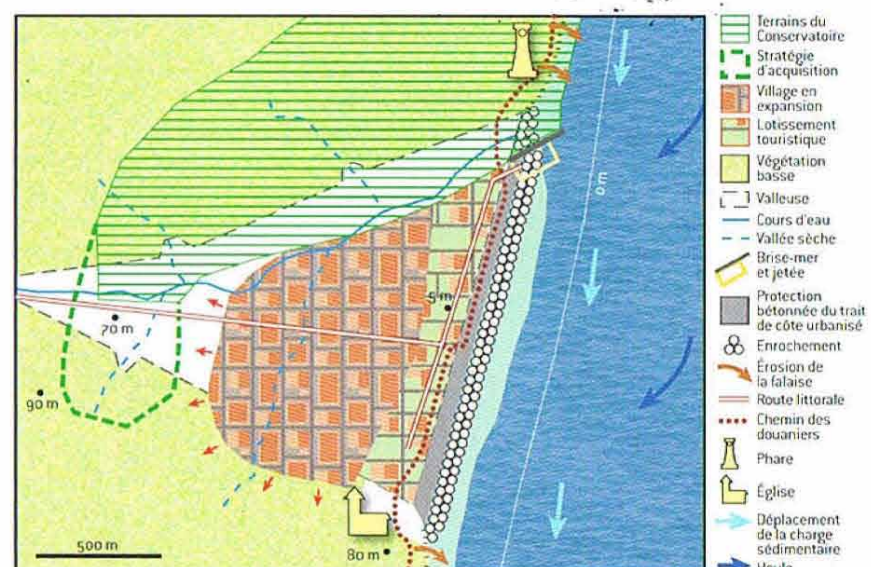 0 m
5 m
70 m
90 m
80 m
500 m
Terrains du
Conservatoire
Stratégie
d'acquisition
Village en
expansion
Lotissement
touristique
Végétation
basse
Valleuse
Cours d'eau
Vallée sèche
Brise-mer
et jetée
Protection
bétonnée du trait
de côte urbanisé
Enrochement
Érosion de
la falaise
Route littorale
Chemin des
douaniers
Phare
Église
Déplacement
de la charge
sédimentaire
Houle